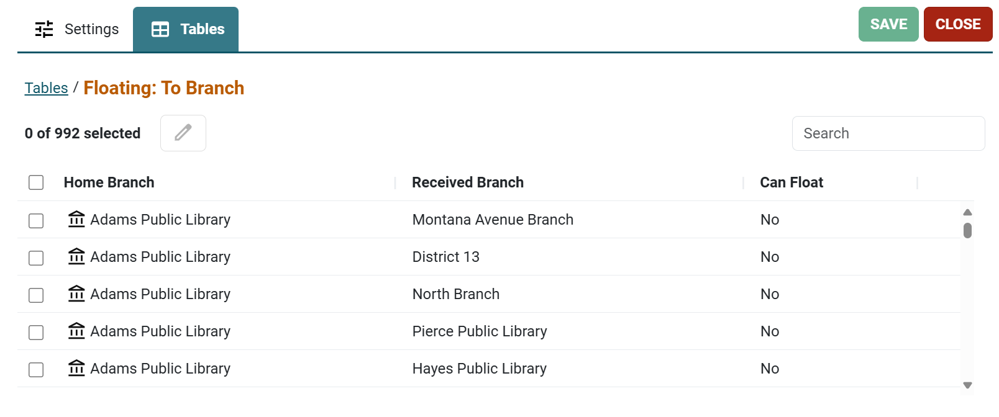 Settings Tables SAVE CLOSE
Tables / Floating: To Branch
0 of 992 selected Search
Home Branch Received Branch Can Float
Adams Public Library Montana Avenue Branch No
Adams Public Library District 13 No
Adams Public Library North Branch No
Adams Public Library Pierce Public Library No
Adams Public Library Hayes Public Library No